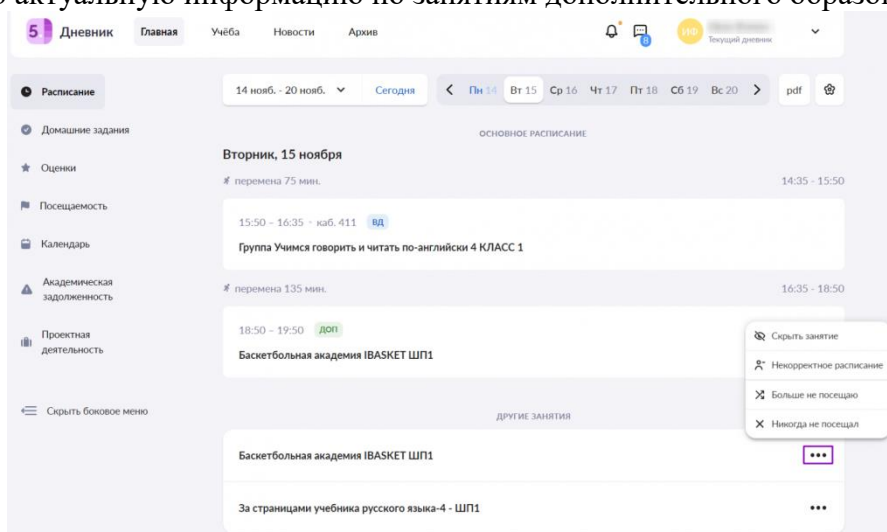 актуальную информацию по занятиям дополнительного
5 Дневник Главная Учёба Новости Архив 8 ИФ Текущий дневник
Расписание
Домашние задания
Оценки
Посещаемость
Календарь
Академическая
задолженность
Проектная
деятельность
Скрыть боковое меню
14 нояб. - 20 нояб. Сегодня Пн 14 Вт 15 Ср 16 Чт 17 Пт 18 Сб 19 Вс 20 pdf
ОСНОВНОЕ РАСПИСАНИЕ
Вторник, 15 ноября
перемена 75 мин. 14:35 - 15:50
15:50 – 16:35 · каб. 411 ВД
Группа Учимся говорить и читать по-английски 4 КЛАСС 1
перемена 135 мин. 16:35 - 18:50
18:50 – 19:50 ДОП
Баскетбольная академия IBASKET ШП1
Скрыть занятие
Некорректное расписание
Больше не посещаю
Никогда не посещал
ДРУГИЕ ЗАНЯТИЯ
Баскетбольная академия IBASKET ШП1
За страницами учебника русского языка-4 - ШП1